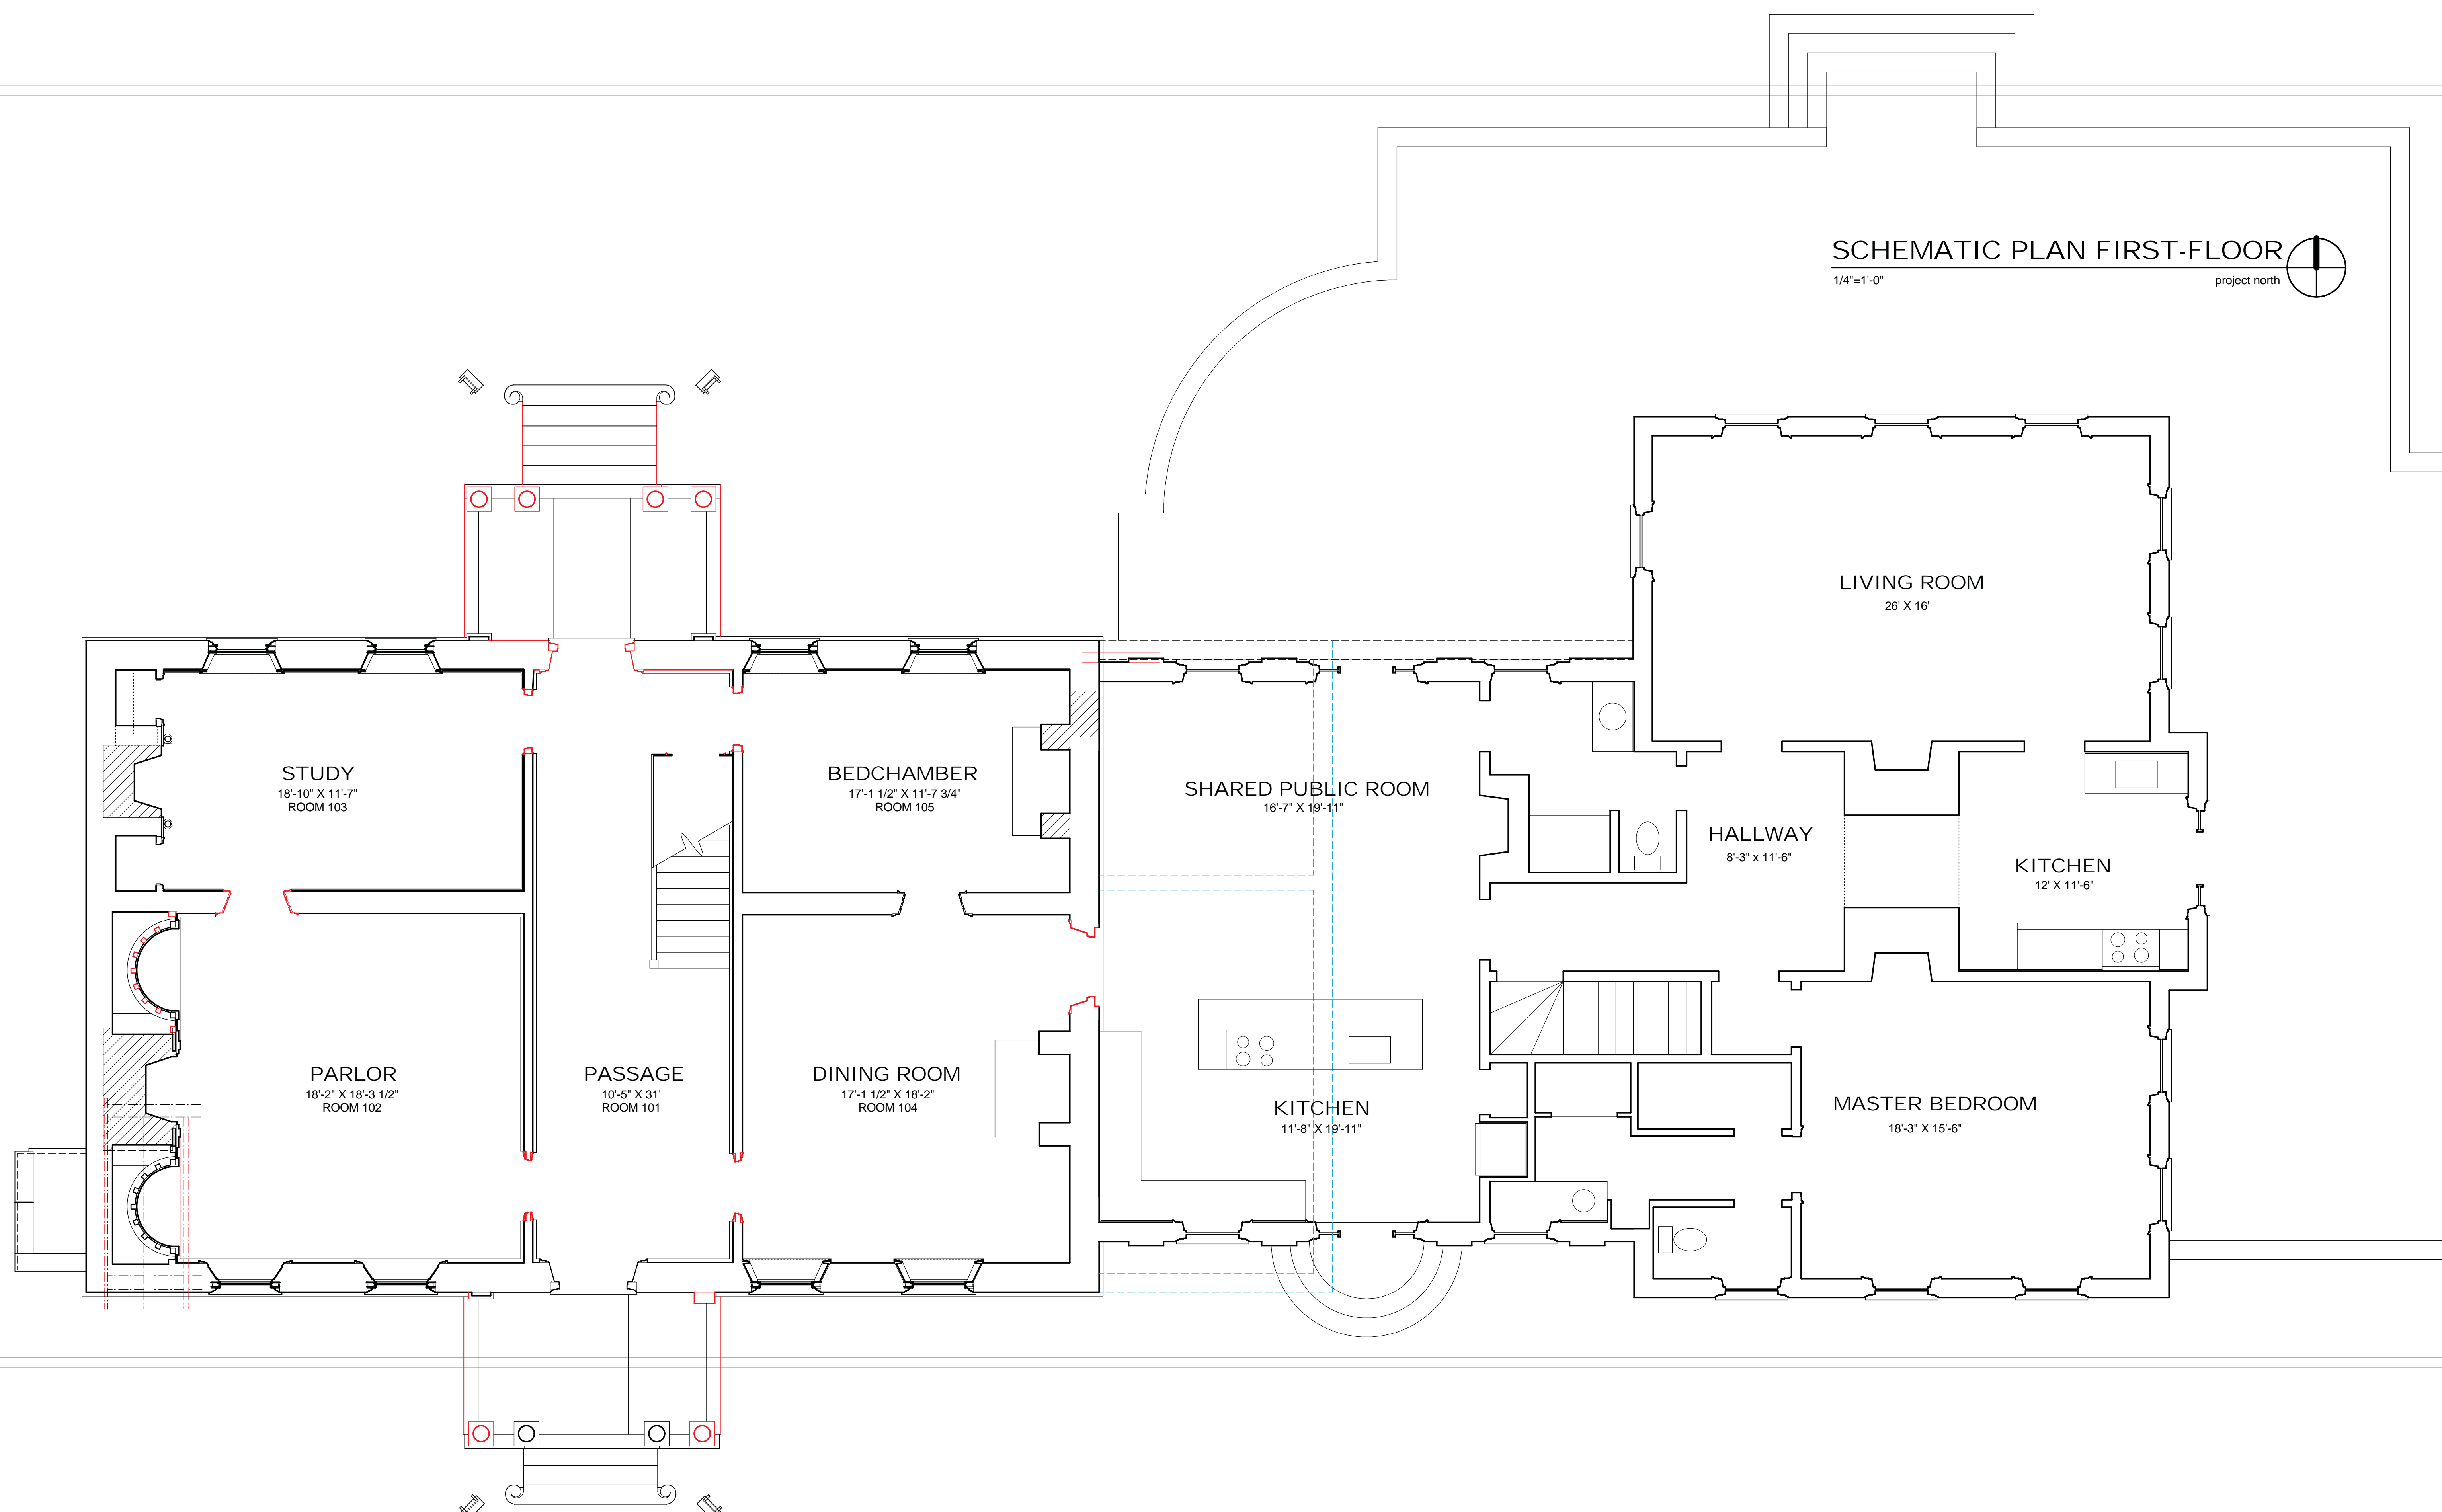 SCHEMATIC PLAN FIRST-FLOOR
1/4"=1'-0"
project north
LIVING ROOM
26' X 16'
STUDY
18'-10" X 11'-7"
ROOM 103
BEDCHAMBER
17'-1 1/2" X 11'-7 3/4"
ROOM 105
SHARED PUBLIC ROOM
16'-7" X 19'-11"
HALLWAY
8'-3" x 11'-6"
KITCHEN
12' X 11'-6"
PARLOR
18'-2" X 18'-3 1/2"
ROOM 102
PASSAGE
10'-5" X 31'
ROOM 101
DINING ROOM
17'-1 1/2" X 18'-2"
ROOM 104
KITCHEN
11'-8" X 19'-11"
MASTER BEDROOM
18'-3" X 15'-6"